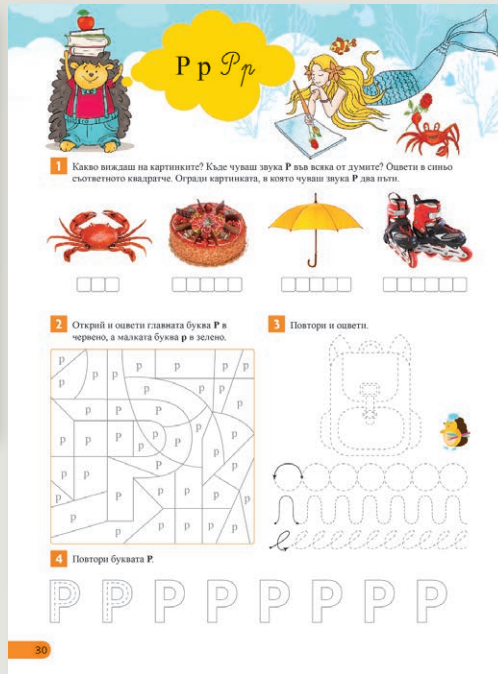 Р р Р р
1 Какво виждаш на картинките? Къде чуваш звука Р във всяка от думите? Оцвети в синьо
съответното квадратче. Огради картинката, в която чуваш звука Р два пъти.
2 Открий и оцвети главната буква Р в
червено, а малката буква р в зелено.
3 Повтори и оцвети.
р р р р р р
р р р р
Р Р Р р
р Р Р р р р
р р Р р р
р Р р р р р
р р р р
4 Повтори буквата Р.
Р Р Р Р Р Р Р Р
30